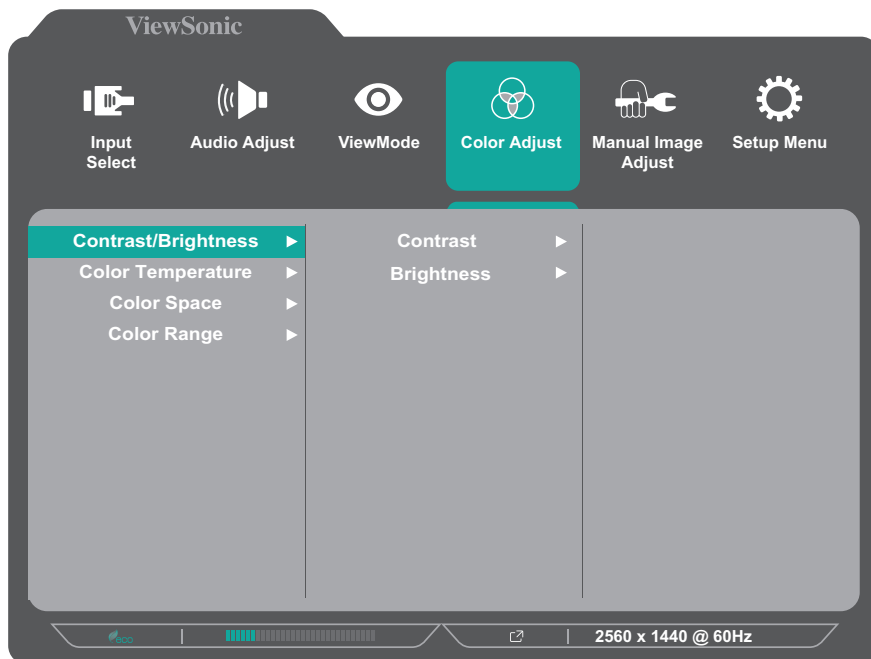 ViewSonic
Input Select
Audio Adjust
ViewMode
Color Adjust
Manual Image Adjust
Setup Menu
Contrast/Brightness
Color Temperature
Color Space
Color Range
Contrast
Brightness
eco
2560 x 1440 @ 60Hz